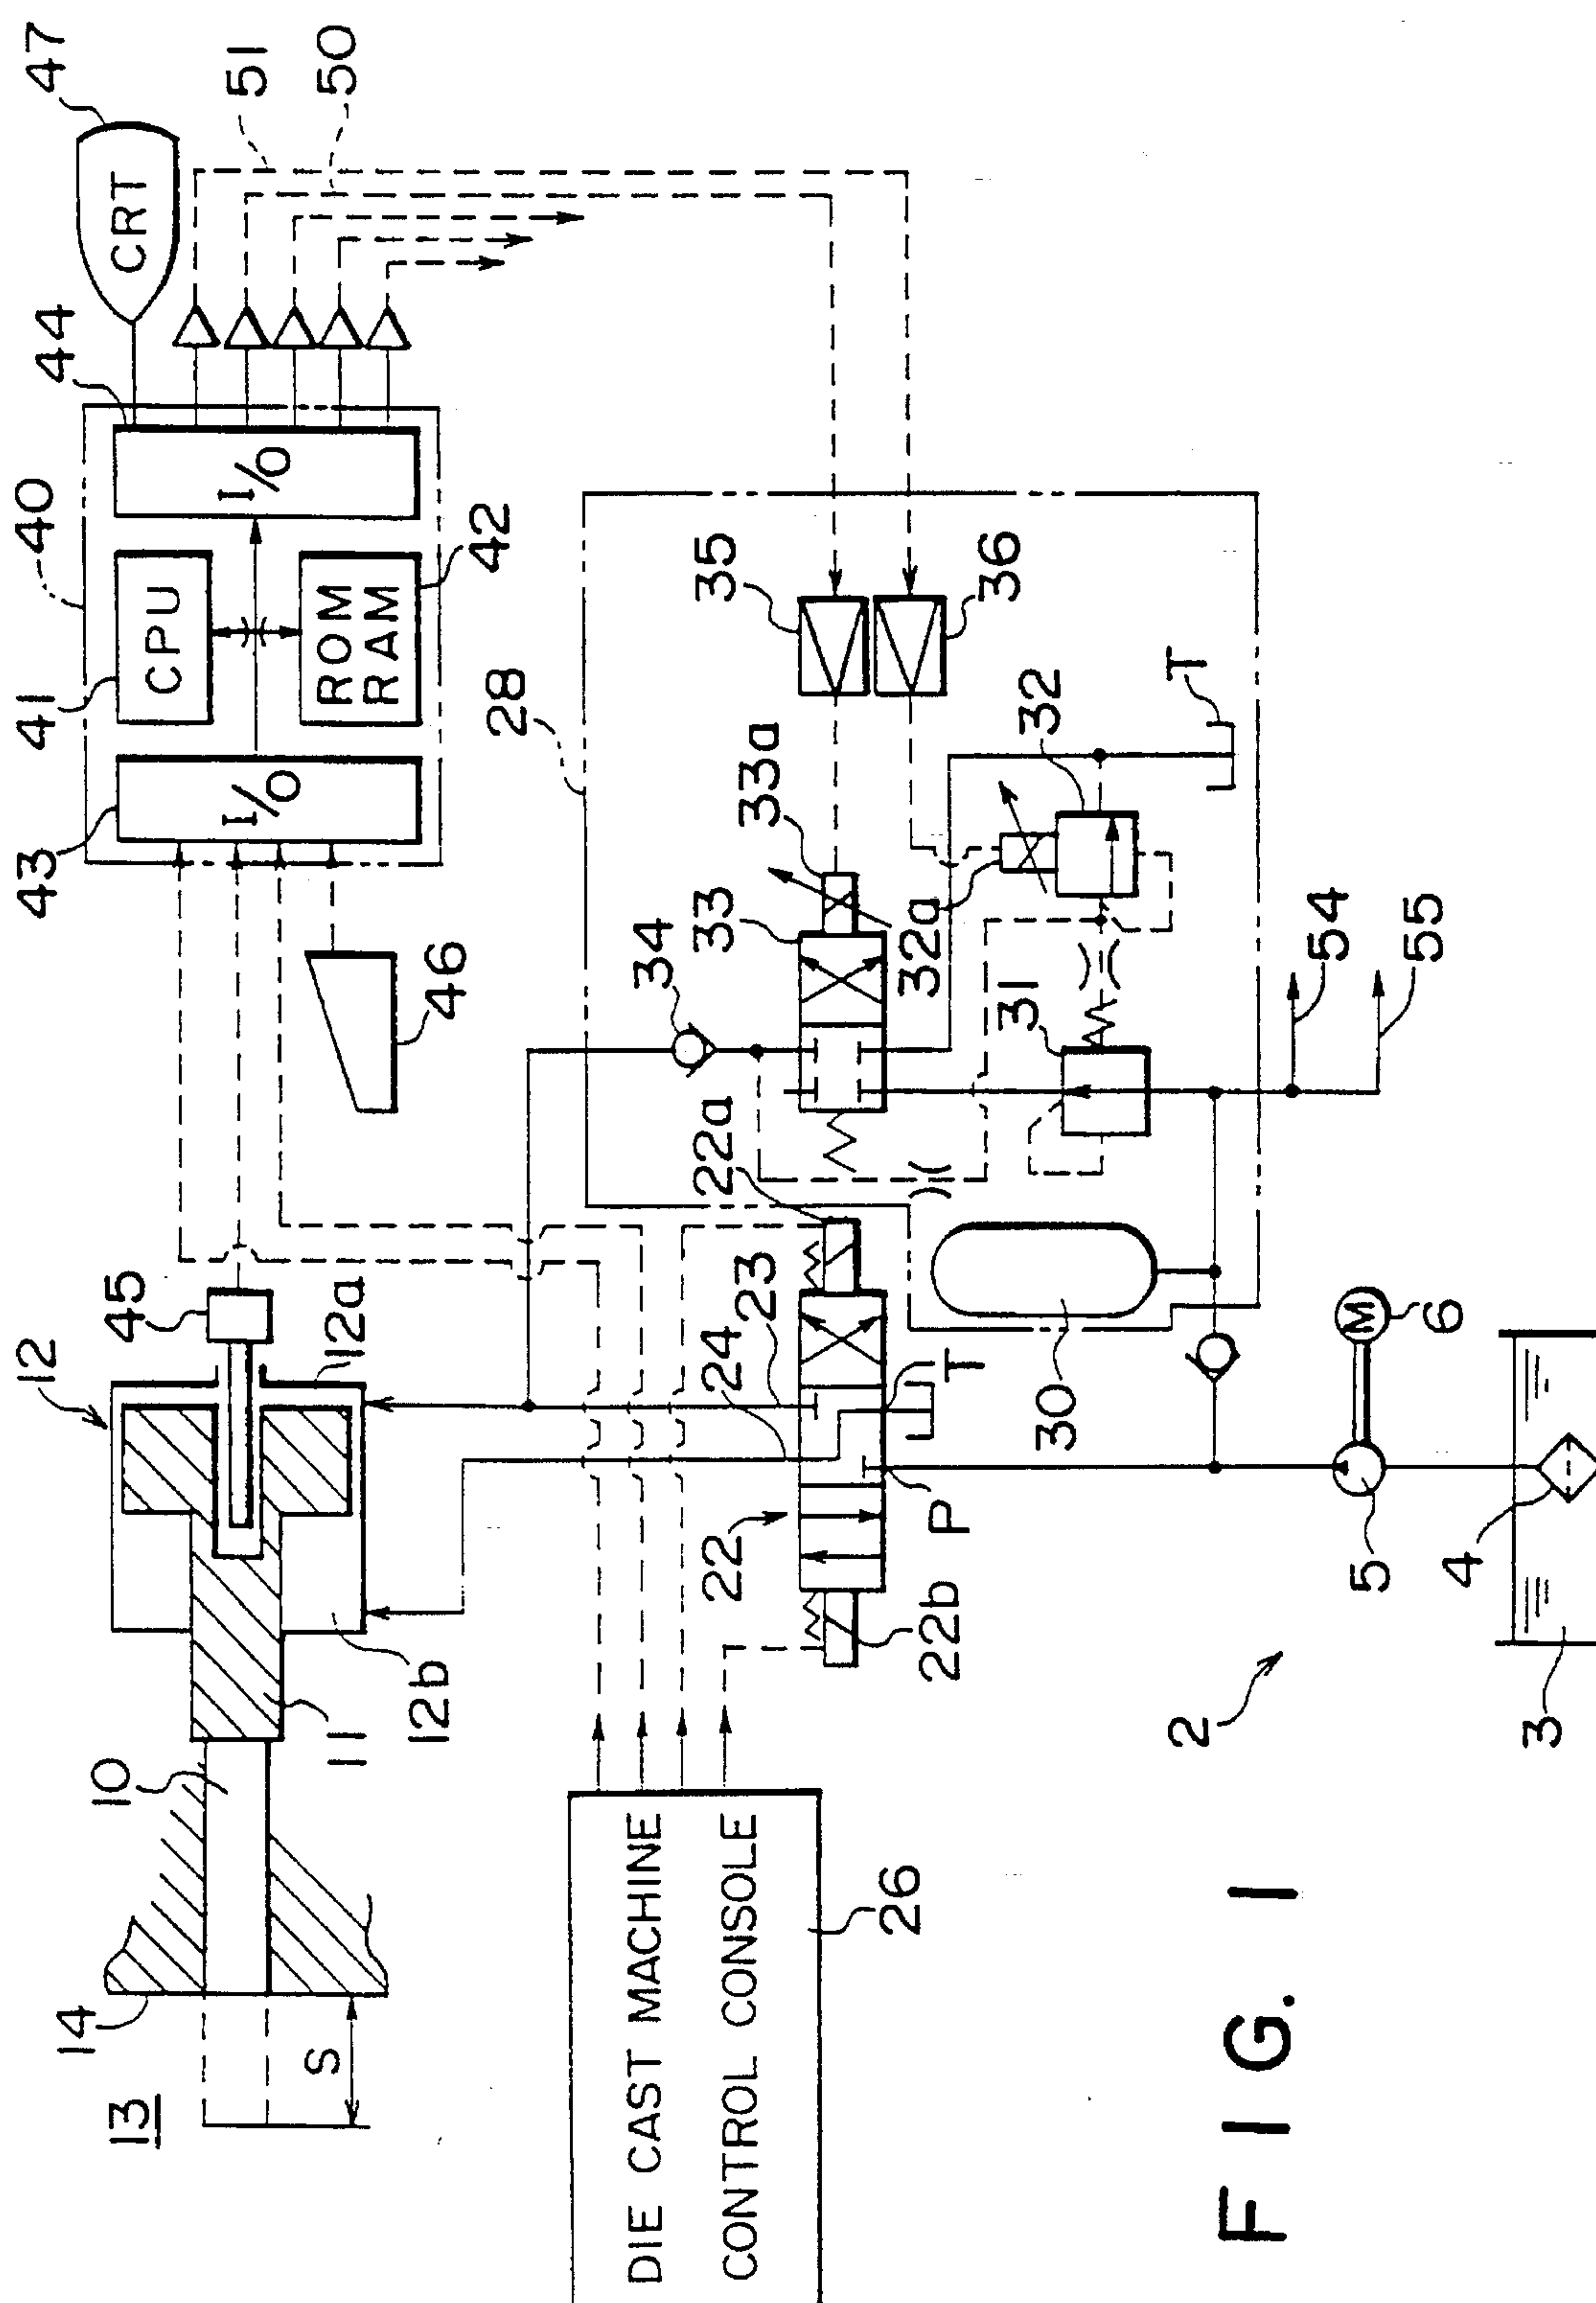 47
51
50
CRT
44
40
I/O
CPU
ROM
RAM
42
41
43
I/O
46
28
35
36
33a
33
34
32
32a
T
31
54
55
22a
45
12
12a
23
24
T
30
M
6
22
P
22b
12b
11
10
5
4
3
2
14
S
13
DIE CAST MACHINE
CONTROL CONSOLE
26
FIG. 1